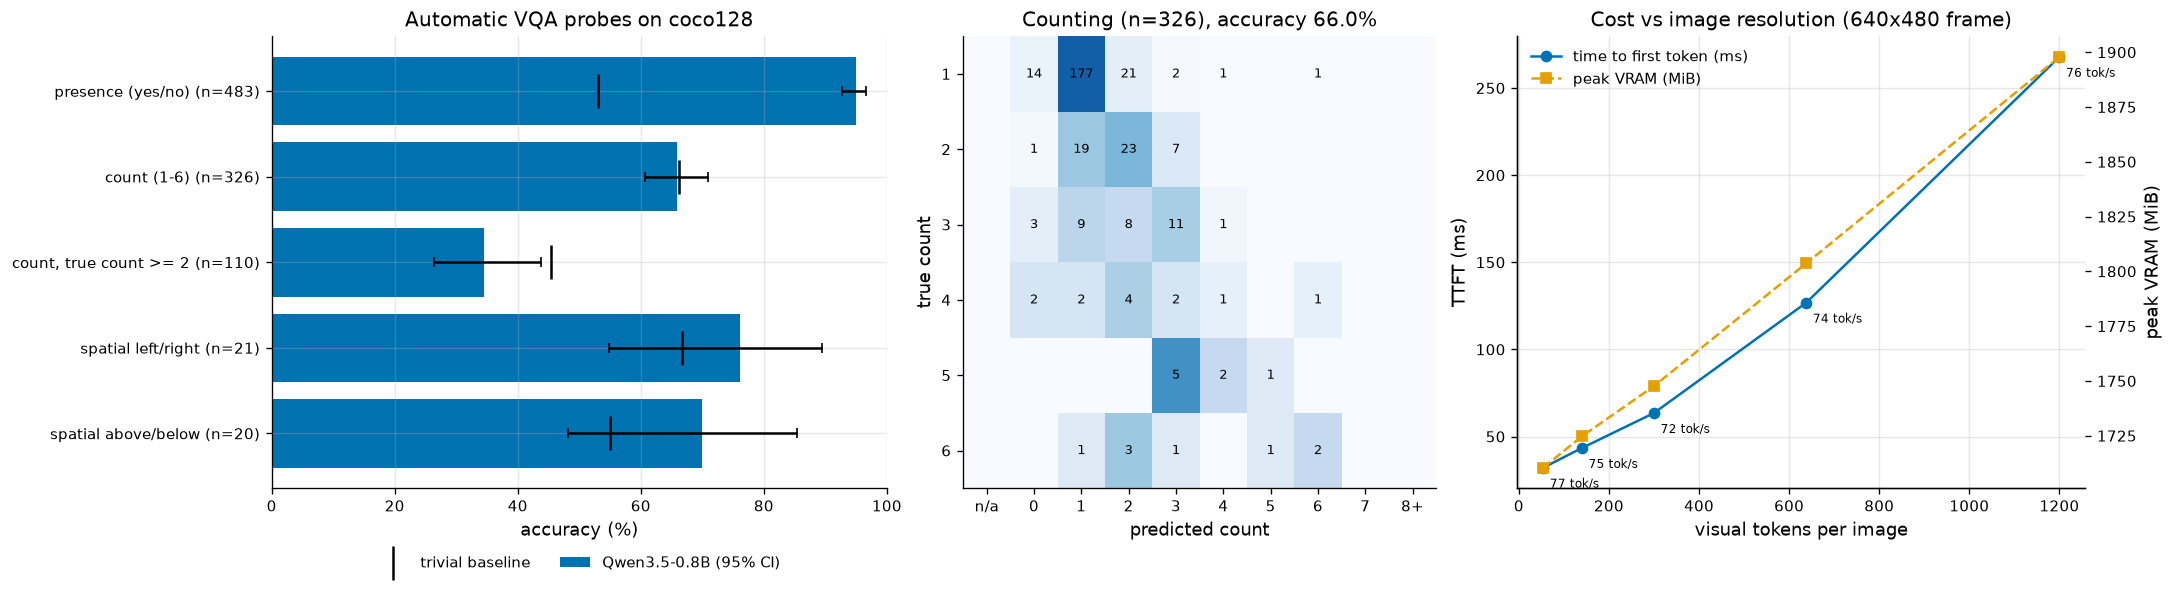 Automatic VQA probes on coco128
presence (yes/no) (n=483)
count (1-6) (n=326)
count, true count >= 2 (n=110)
spatial left/right (n=21)
spatial above/below (n=20)
0 20 40 60 80 100
accuracy (%)
trivial baseline
Qwen3.5-0.8B (95% CI)
Counting (n=326), accuracy 66.0%
true count
1 14 177 21 2 1 1
2 1 19 23 7
3 3 9 8 11 1
4 2 2 4 2 1 1
5 5 2 1
6 1 3 1 1 2
n/a 0 1 2 3 4 5 6 7 8+
predicted count
Cost vs image resolution (640x480 frame)
time to first token (ms)
peak VRAM (MiB)
TTFT (ms)
250
200
150
100
50
77 tok/s
75 tok/s
72 tok/s
74 tok/s
76 tok/s
1900
1875
1850
1825
1800
1775
1750
1725
peak VRAM (MiB)
0 200 400 600 800 1000 1200
visual tokens per image